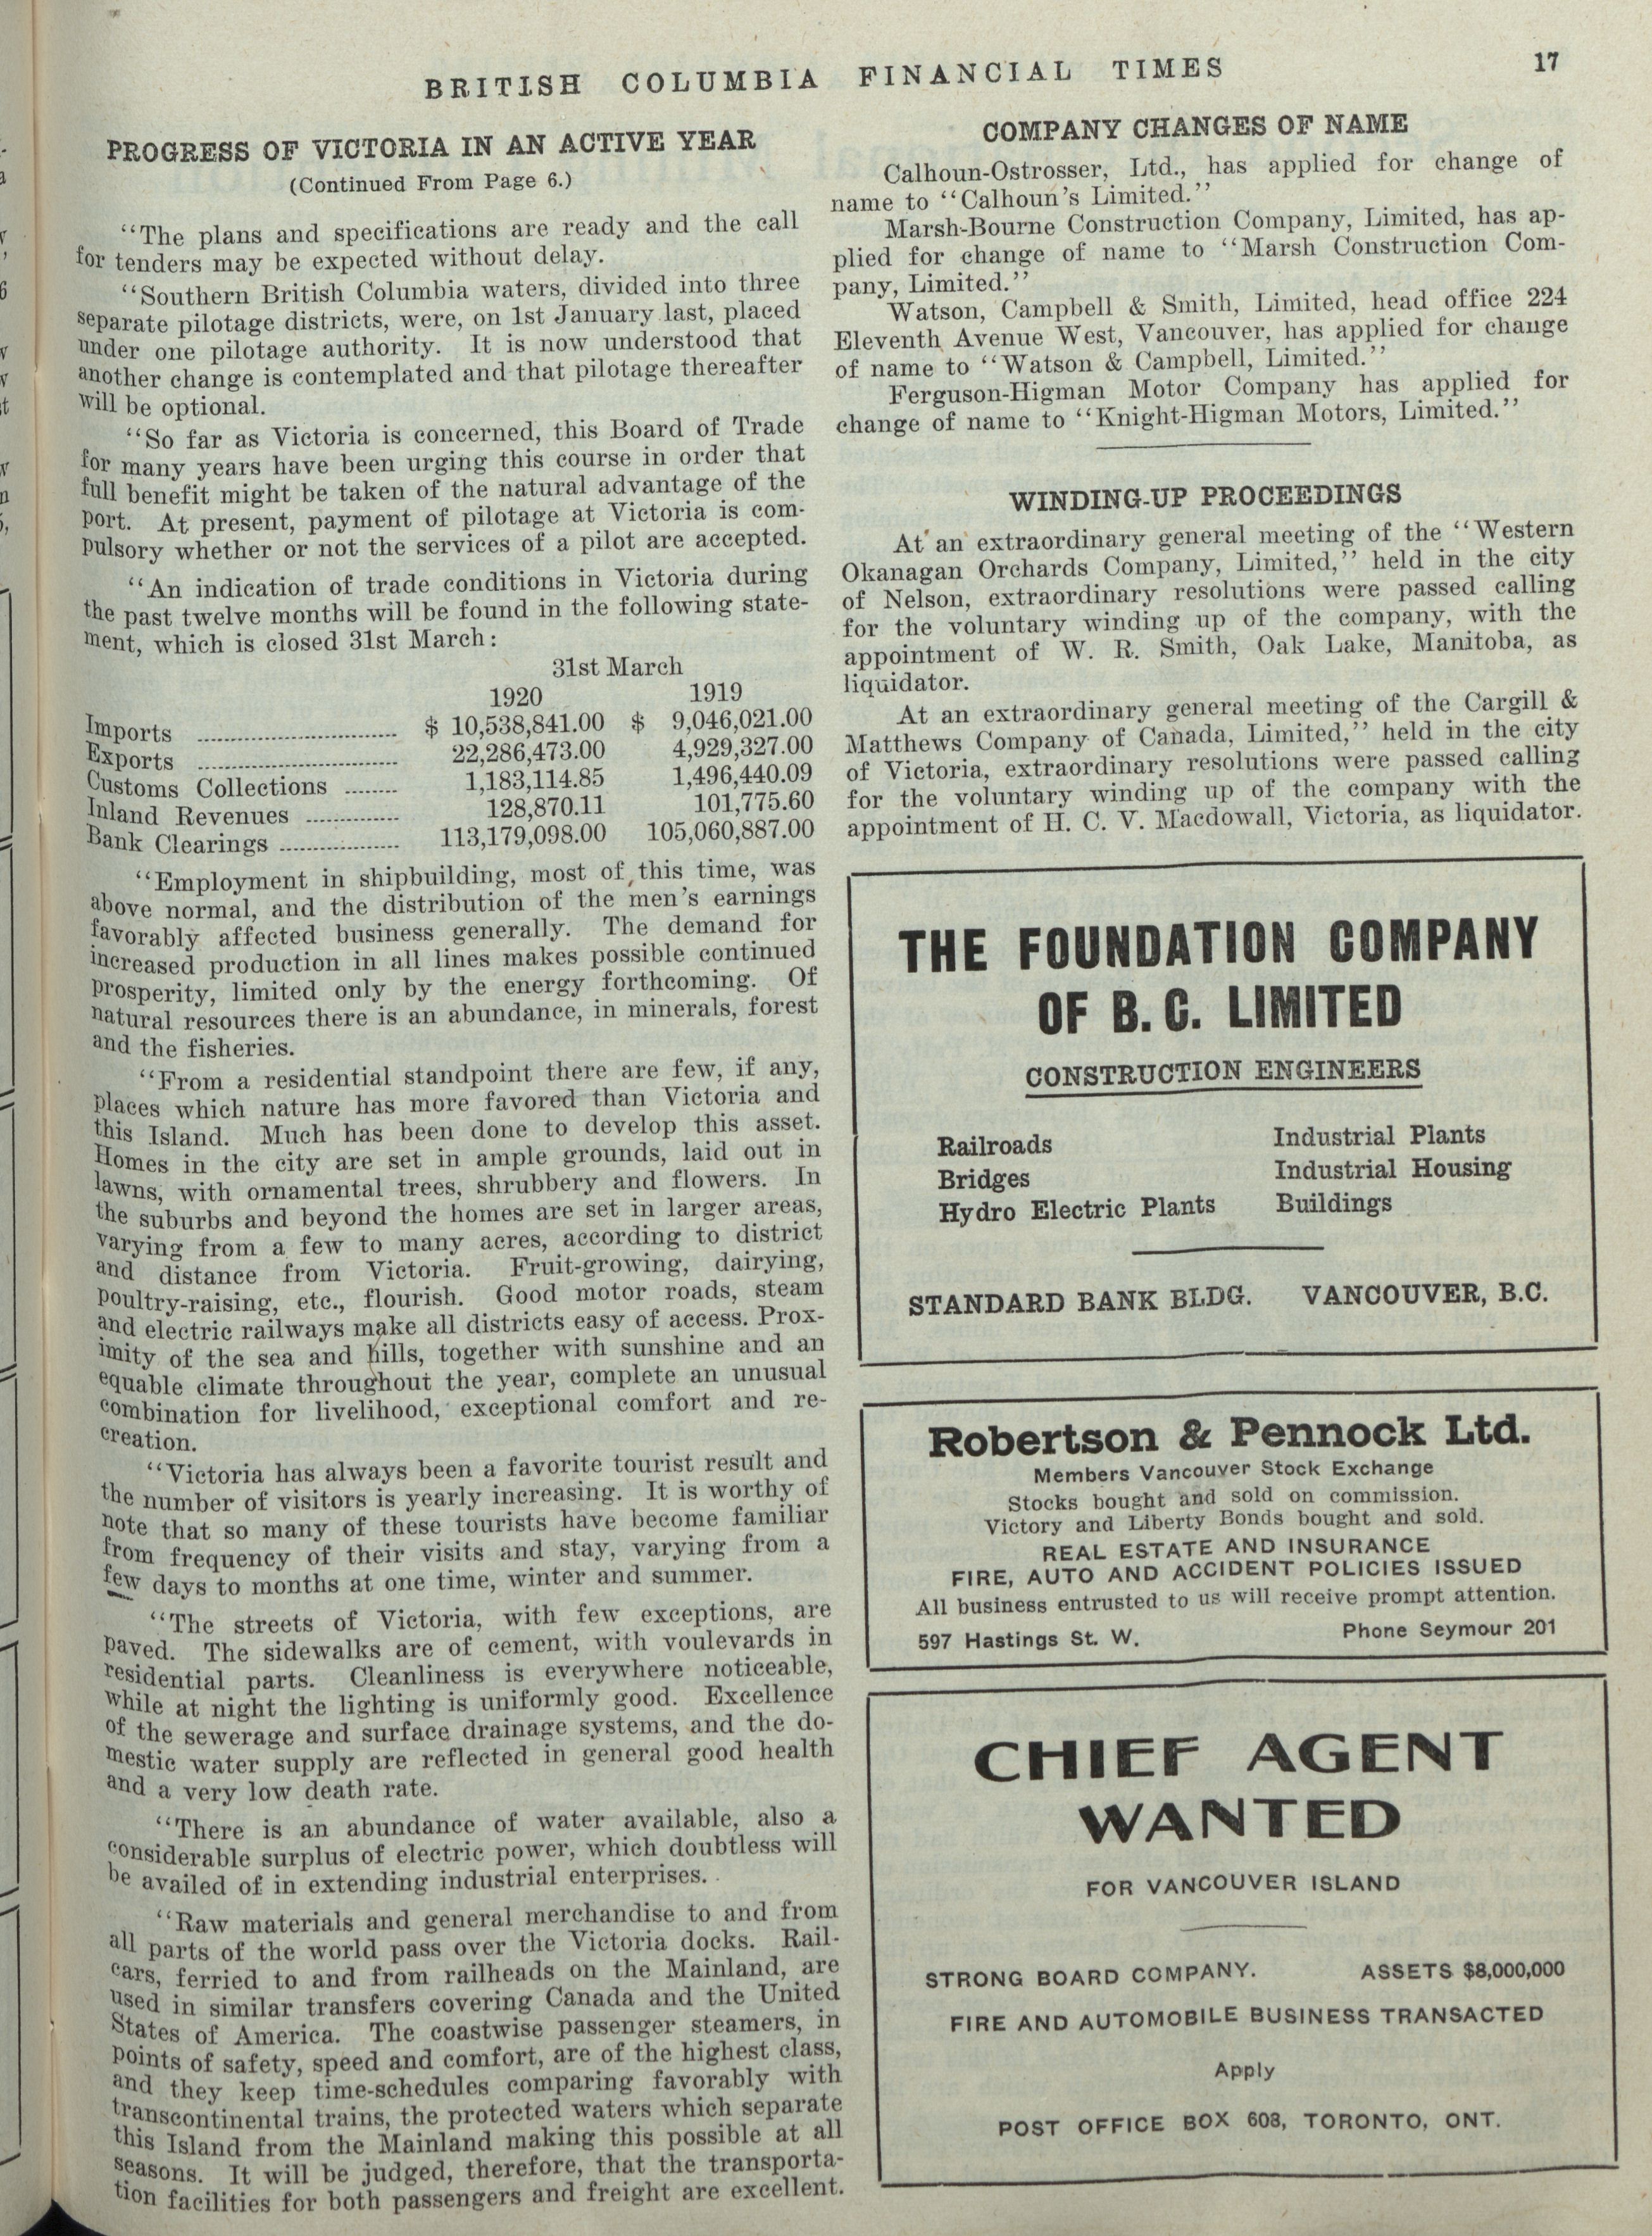 BRITISH COLUMBIA FINANCIAL TIMES
17
PROGRESS OF VICTORIA IN AN ACTIVE YEAR
(Continued From Page 6.)
"The plans and specifications are ready and the call
for tenders may be expected without delay.
"Southern British Columbia waters, divided into three
separate pilotage districts, were, on 1st January last, placed
under one pilotage authority. It is now understood that
another change is contemplated and that pilotage thereafter
will be optional.
"So far as Victoria is concerned, this Board of Trade
for many years have been urging this course in order that
full benefit might be taken of the natural advantage of the
port. At present, payment of pilotage at Victoria is com-
pulsory whether or not the services of a pilot are accepted.
"An indication of trade conditions in Victoria during
the past twelve months will be found in the following state-
ment, which is closed 31st March:
31st March
1920 1919
Imports $ 10,538,841.00 $ 9,046,021.00
Exports 22,286,473.00 4,929,327.00
Customs Collections 1,183,114.85 1,496,440.09
Inland Revenues 128,870.11 101,775.60
Bank Clearings 113,179,098.00 105,060,887.00
"Employment in shipbuilding, most of this time, was
above normal, and the distribution of the men's earnings
favorably affected business generally. The demand for
increased production in all lines makes possible continued
prosperity, limited only by the energy forthcoming. Of
natural resources there is an abundance, in minerals, forest
and the fisheries.
"From a residential standpoint there are few, if any,
places which nature has more favored than Victoria and
this Island. Much has been done to develop this asset.
Homes in the city are set in ample grounds, laid out in
lawns, with ornamental trees, shrubbery and flowers. In
the suburbs and beyond the homes are set in larger areas,
varying from a few to many acres, according to district
and distance from Victoria. Fruit-growing, dairying,
poultry-raising, etc., flourish. Good motor roads, steam
and electric railways make all districts easy of access. Prox-
imity of the sea and hills, together with sunshine and an
equable climate throughout the year, complete an unusual
combination for livelihood, exceptional comfort and re-
creation.
"Victoria has always been a favorite tourist result and
the number of visitors is yearly increasing. It is worthy of
note that so many of these tourists have become familiar
from frequency of their visits and stay, varying from a
few days to months at one time, winter and summer.
"The streets of Victoria, with few exceptions, are
paved. The sidewalks are of cement, with voulevards in
residential parts. Cleanliness is everywhere noticeable,
while at night the lighting is uniformly good. Excellence
of the sewerage and surface drainage systems, and the do-
mestic water supply are reflected in general good health
and a very low death rate.
"There is an abundance of water available, also a
considerable surplus of electric power, which doubtless will
be availed of in extending industrial enterprises.
"Raw materials and general merchandise to and from
all parts of the world pass over the Victoria docks. Rail-
cars, ferried to and from railheads on the Mainland, are
used in similar transfers covering Canada and the United
States of America. The coastwise passenger steamers, in
points of safety, speed and comfort, are of the highest class,
and they keep time-schedules comparing favorably with
transcontinental trains, the protected waters which separate
this Island from the Mainland making this possible at all
seasons. It will be judged, therefore, that the transporta-
tion facilities for both passengers and freight are excellent.
COMPANY CHANGES OF NAME
Calhoun-Ostrosser, Ltd., has applied for change of
name to "Calhoun's Limited."
Marsh-Bourne Construction Company, Limited, has ap-
plied for change of name to "Marsh Construction Com-
pany, Limited."
Watson, Campbell & Smith, Limited, head office 224
Eleventh Avenue West, Vancouver, has applied for change
of name to "Watson & Campbell, Limited."
Ferguson-Higman Motor Company has applied for
change of name to "Knight-Higman Motors, Limited."
WINDING-UP PROCEEDINGS
At an extraordinary general meeting of the "Western
Okanagan Orchards Company, Limited," held in the city
of Nelson, extraordinary resolutions were passed calling
for the voluntary winding up of the company, with the
appointment of W. R. Smith, Oak Lake, Manitoba, as
liquidator.
At an extraordinary general meeting of the Cargill &
Matthews Company of Canada, Limited," held in the city
of Victoria, extraordinary resolutions were passed calling
for the voluntary winding up of the company with the
appointment of H. C. V. Macdowall, Victoria, as liquidator.
THE FOUNDATION COMPANY
OF B. C. LIMITED
CONSTRUCTION ENGINEERS
Railroads Industrial Plants
Bridges Industrial Housing
Hydro Electric Plants Buildings
STANDARD BANK BLDG. VANCOUVER, B.C.
Robertson & Pennock Ltd.
Members Vancouver Stock Exchange
Stocks bought and sold on commission.
Victory and Liberty Bonds bought and sold.
REAL ESTATE AND INSURANCE
FIRE, AUTO AND ACCIDENT POLICIES ISSUED
All business entrusted to us will receive prompt attention.
597 Hastings St. W. Phone Seymour 201
CHIEF AGENT
WANTED
FOR VANCOUVER ISLAND
STRONG BOARD COMPANY. ASSETS $8,000,000
FIRE AND AUTOMOBILE BUSINESS TRANSACTED
Apply
POST OFFICE BOX 608, TORONTO, ONT.